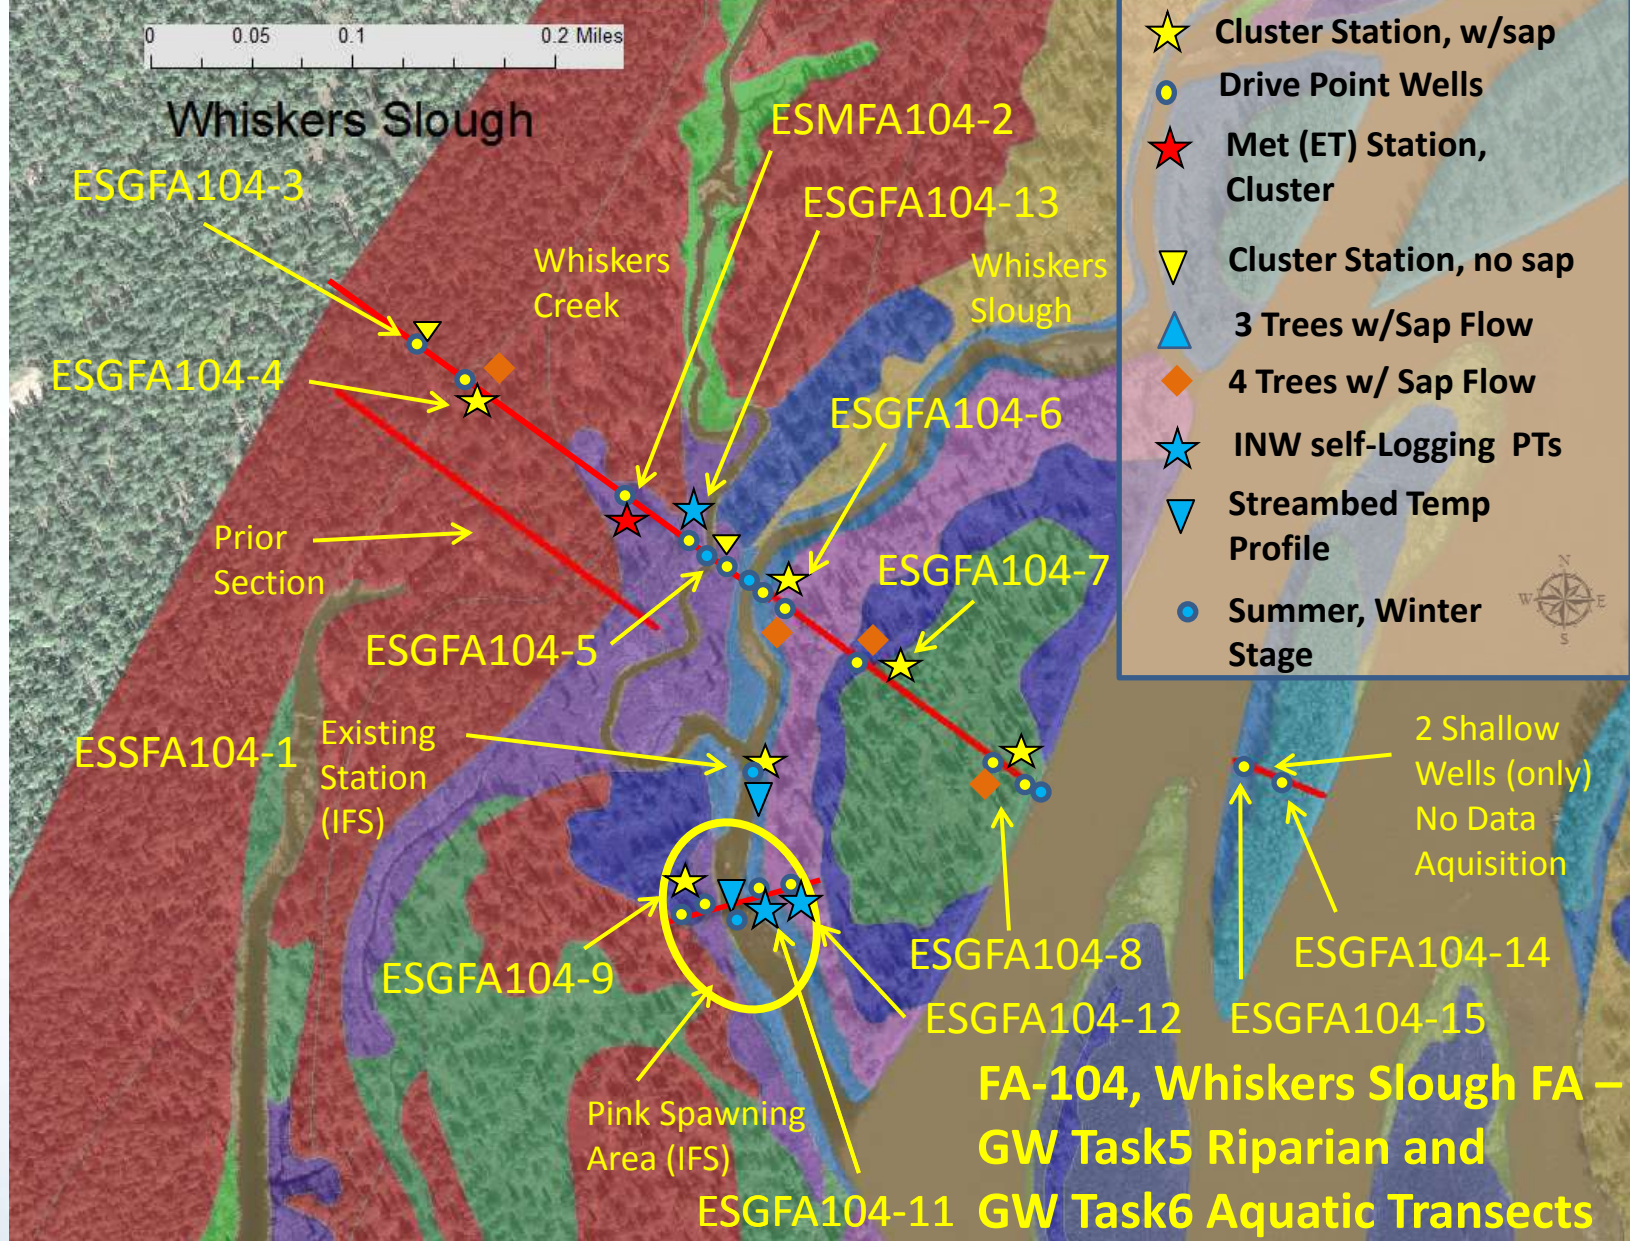 0 0.05 0.1 0.2 Miles
Whiskers Slough
ESGFA104-3
ESMFA104-2
ESGFA104-13
Whiskers
Creek
Whiskers
Slough
ESGFA104-4
ESGFA104-6
Prior
Section
ESGFA104-7
ESGFA104-5
ESSFA104-1
Existing
Station
(IFS)
2 Shallow
Wells (only)
No Data
Aquisition
ESGFA104-9
ESGFA104-8
ESGFA104-14
ESGFA104-12
ESGFA104-15
Pink Spawning
Area (IFS)
ESGFA104-11
Cluster Station, w/sap
Drive Point Wells
Met (ET) Station,
Cluster
Cluster Station, no sap
3 Trees w/Sap Flow
4 Trees w/ Sap Flow
INW self-Logging PTs
Streambed Temp
Profile
Summer, Winter
Stage
N
W E
S
FA-104, Whiskers Slough FA –
GW Task5 Riparian and
GW Task6 Aquatic Transects